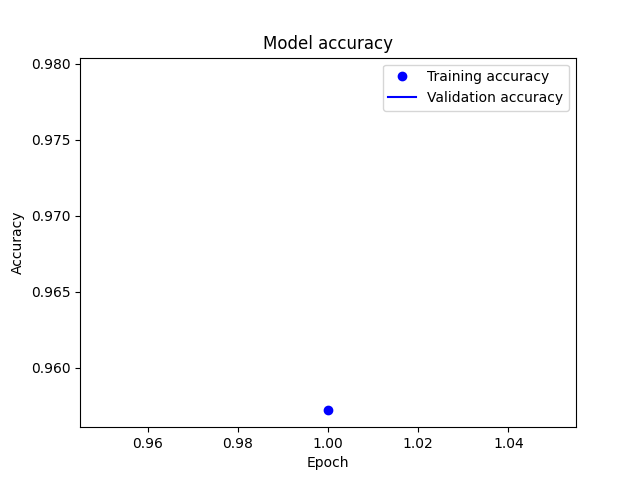 Model accuracy
Training accuracy
Validation accuracy
0.980
0.975
0.970
0.965
0.960
Accuracy
0.96 0.98 1.00 1.02 1.04
Epoch